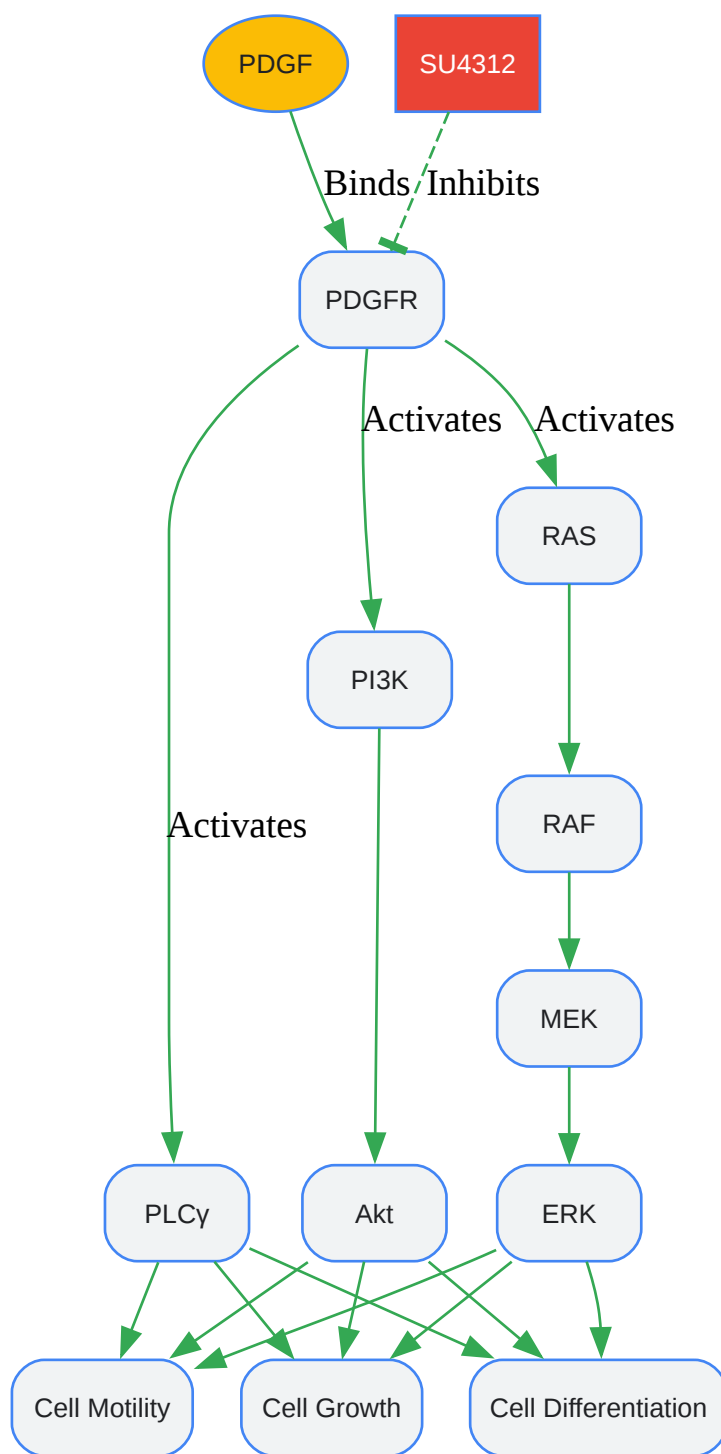 PDGF
SU4312
Binds
Inhibits
PDGFR
Activates
Activates
RAS
PI3K
Activates
RAF
MEK
PLCγ
Akt
ERK
Cell Motility
Cell Growth
Cell Differentiation